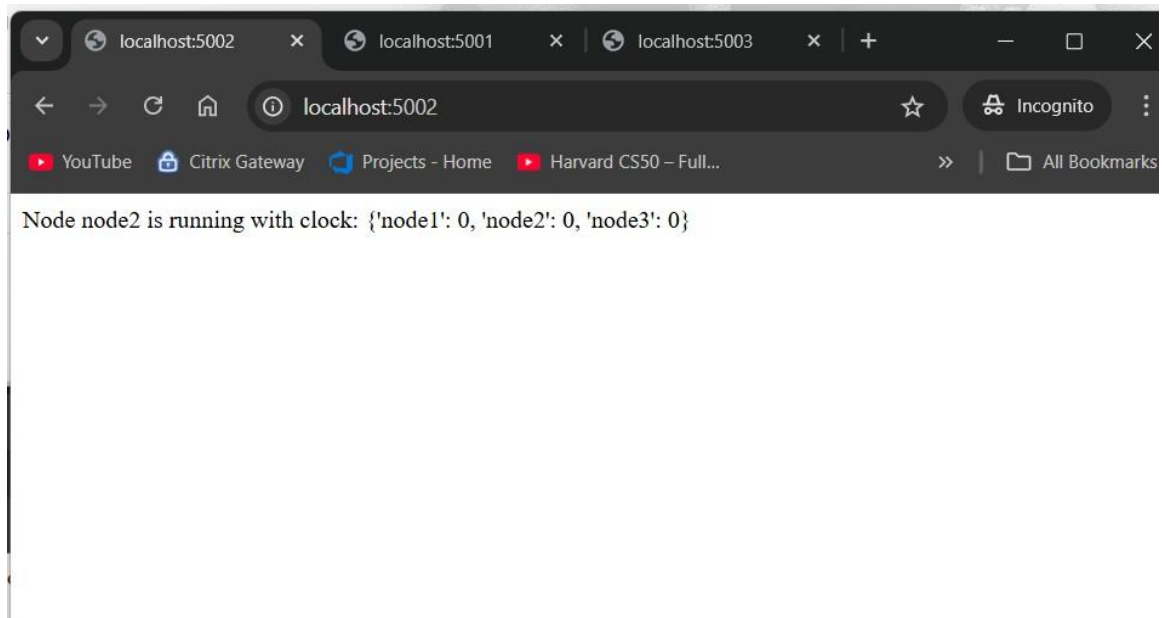 localhost:5002 localhost:5001 localhost:5003
localhost:5002 Incognito
YouTube Citrix Gateway Projects - Home Harvard CS50 – Full... All Bookmarks
Node node2 is running with clock: {'node1': 0, 'node2': 0, 'node3': 0}